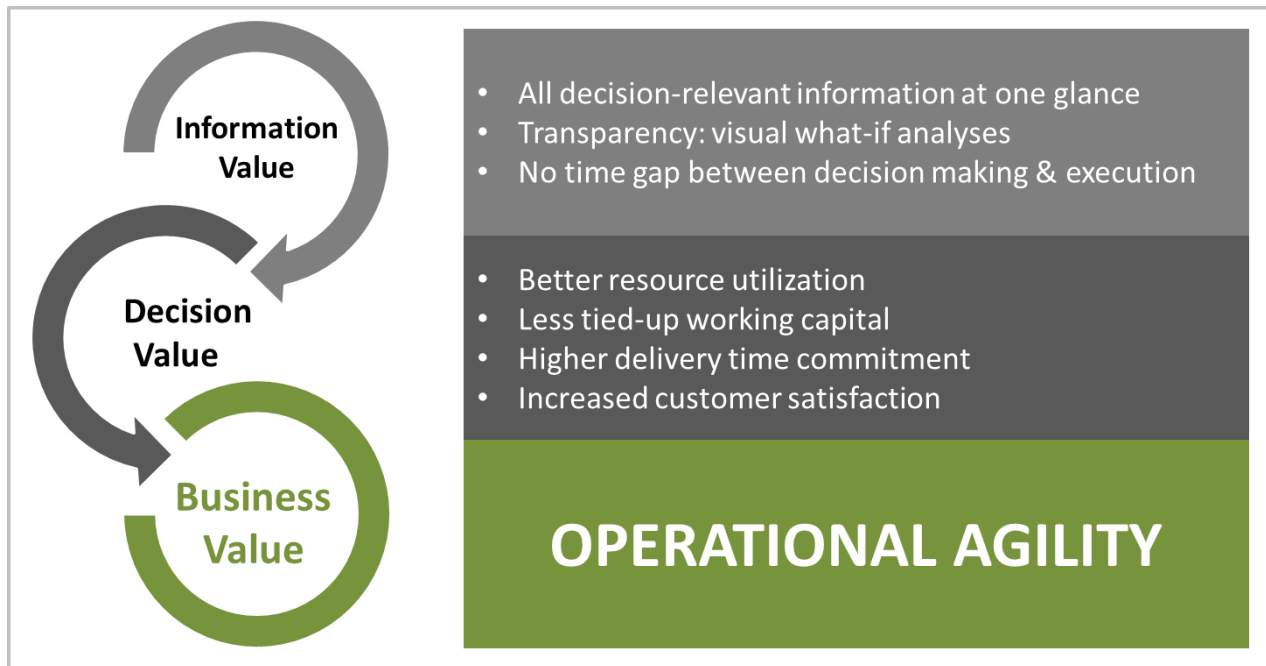 Information
Value
• All decision-relevant information at one glance
• Transparency: visual what-if analyses
• No time gap between decision making & execution
Decision
Value
• Better resource utilization
• Less tied-up working capital
• Higher delivery time commitment
• Increased customer satisfaction
Business
Value
OPERATIONAL AGILITY